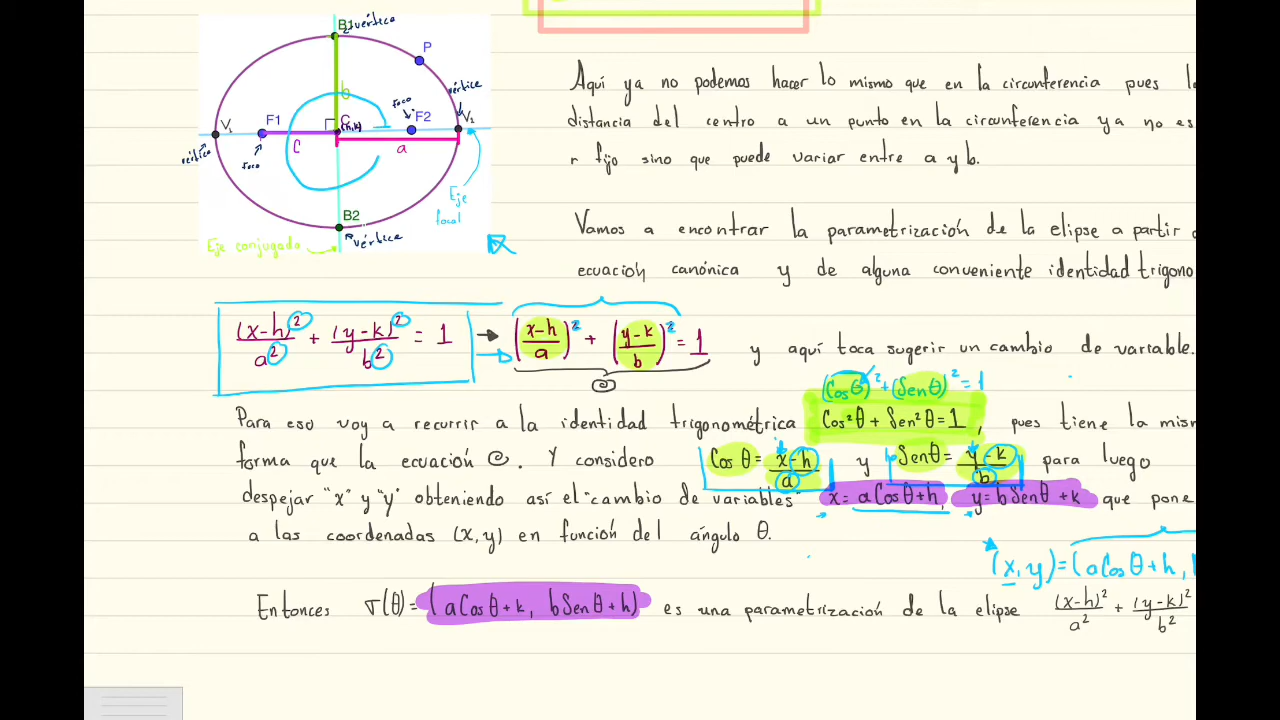 B1
vértice
P
b
vértice
foco
F1
C
(h,k)
F2
V₁
V₂
vértice
foco
C
a
Eje
focal
B2
vértice
Eje conjugado
Aquí ya no podemos hacer lo mismo que en la circunferencia pues l
distancia del centro a un punto en la circunferencia ya no es
r fijo sino que puede variar entre a y b.
Vamos a encontrar la parametrización de la elipse a partir
ecuación canónica y de alguna conveniente identidad trigono
(x-h)²/a² + (y-k)²/b² = 1 → ((x-h)/a)² + ((y-k)/b)² = 1 y aquí toca sugerir un cambio de variable.
(Cosθ)² + (Senθ)² = 1
Para eso voy a recurrir a la identidad trigonométrica Cos²θ + Sen²θ = 1, pues tiene la mism
forma que la ecuación @. Y considero Cos θ = (x-h)/a y Senθ = (y-k)/b para luego
despejar "x" y "y" obteniendo así el "cambio de variables" x = aCosθ+h, y = bSenθ+k que pone
a las coordenadas (x,y) en función del ángulo θ.
(x,y)=(aCosθ+h,
Entonces σ(θ)=(aCosθ+k, bSenθ+h) es una parametrización de la elipse (x-h)²/a² + (y-k)²/b²